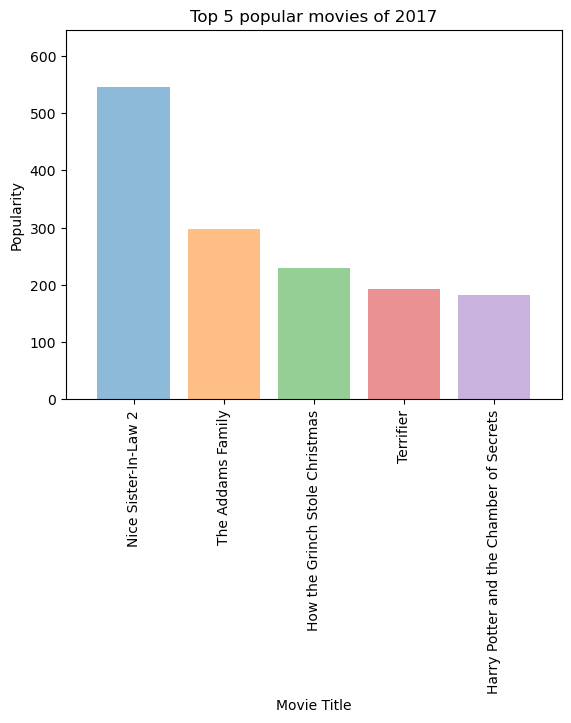 Top 5 popular movies of 2017
Popularity
600
500
400
300
200
100
0
Nice Sister-In-Law 2
The Addams Family
How the Grinch Stole Christmas
Terrifier
Harry Potter and the Chamber of Secrets
Movie Title